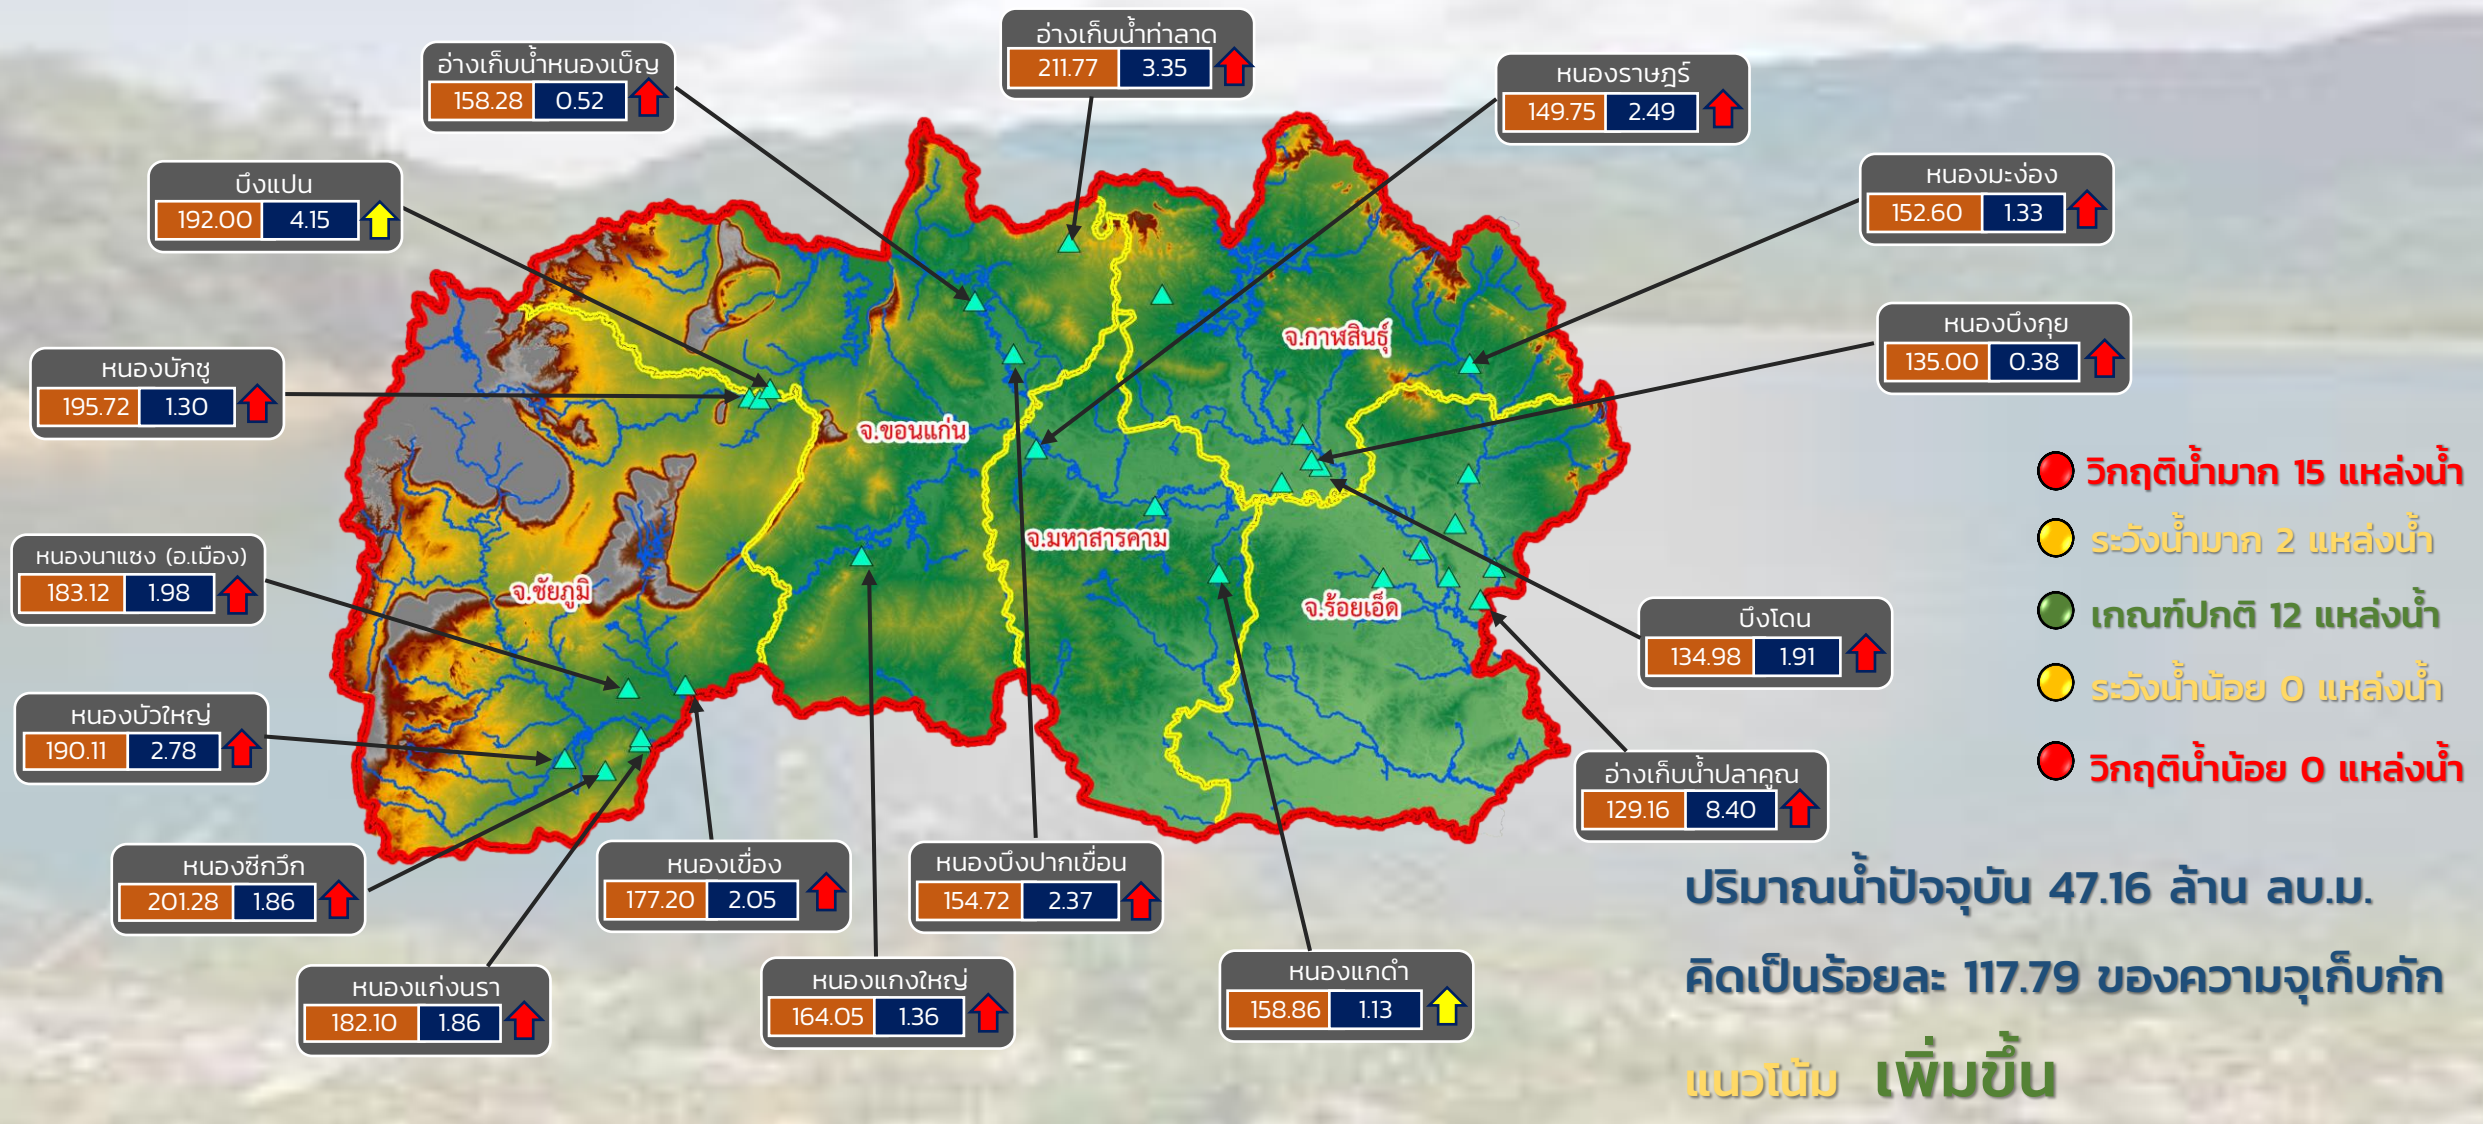 อ่างเก็บน้ำท่าลาด
211.77 3.35
อ่างเก็บน้ำหนองเบ็ญ
158.28 0.52
หนองราษฎร์
149.75 2.49
บึงแปน
192.00 4.15
หนองมะง่อง
152.60 1.33
หนองบึงกุย
135.00 0.38
หนองบักชู
195.72 1.30
จ.กาฬสินธุ์
จ.ขอนแก่น
จ.มหาสารคาม
จ.ชัยภูมิ
จ.ร้อยเอ็ด
วิกฤติน้ำมาก 15 แหล่งน้ำ
ระวังน้ำมาก 2 แหล่งน้ำ
เกณฑ์ปกติ 12 แหล่งน้ำ
ระวังน้ำน้อย 0 แหล่งน้ำ
วิกฤติน้ำน้อย 0 แหล่งน้ำ
หนองนาแซง (อ.เมือง)
183.12 1.98
บึงโดน
134.98 1.91
หนองบัวใหญ่
190.11 2.78
อ่างเก็บน้ำปลาคูณ
129.16 8.40
หนองซีกวึก
201.28 1.86
หนองเขื่อง
177.20 2.05
หนองบึงปากเขื่อน
154.72 2.37
หนองแก่งนรา
182.10 1.86
หนองแกงใหญ่
164.05 1.36
หนองแกดำ
158.86 1.13
ปริมาณน้ำปัจจุบัน 47.16 ล้าน ลบ.ม.
คิดเป็นร้อยละ 117.79 ของความจุเก็บกัก
แนวโน้ม เพิ่มขึ้น